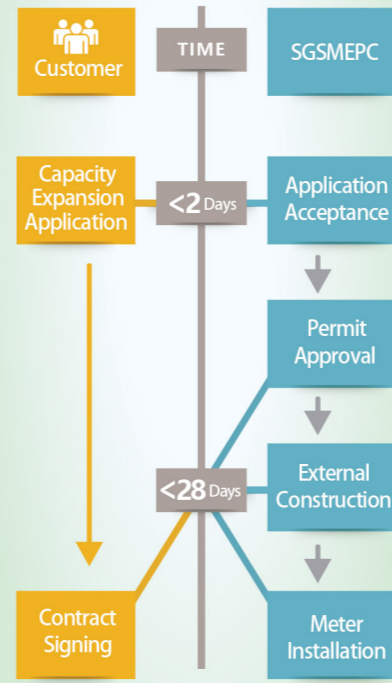 Customer
TIME
SGSMEPC
Capacity
Expansion
Application
<2 Days
Application
Acceptance
Permit
Approval
<28 Days
External
Construction
Contract
Signing
Meter
Installation